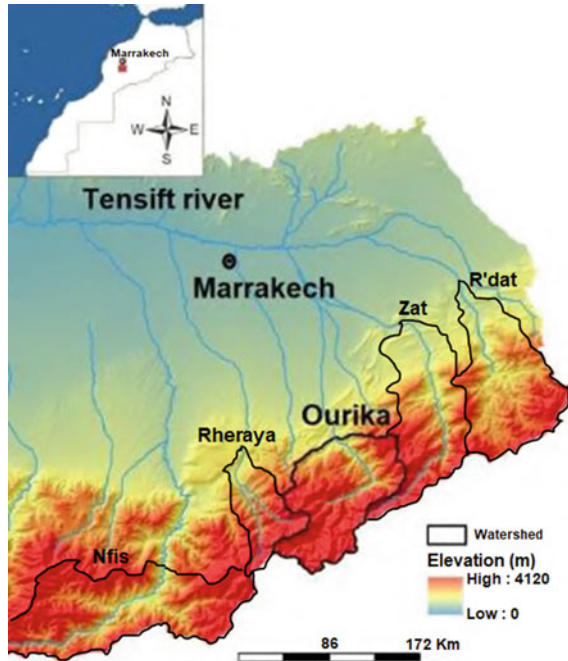 Marrakech
N
W E
S
Tensift river
Marrakech
R'dat
Zat
Ourika
Rheraya
Nfis
Watershed
Elevation (m)
High : 4120
Low : 0
86 172 Km